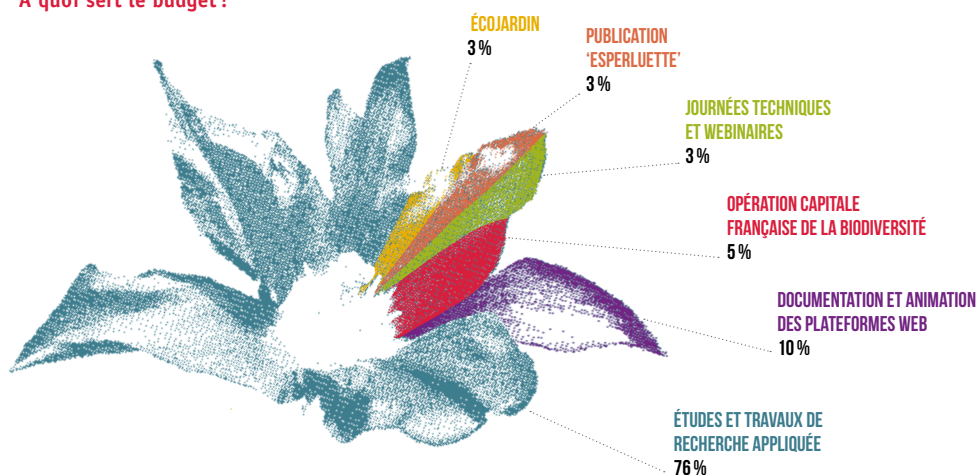 À quoi sert le budget ?
ÉCOJARDIN
3 %
PUBLICATION
‘ESPERLUETTE’
3 %
JOURNÉES TECHNIQUES
ET WEBINAIRES
3 %
OPÉRATION CAPITALE
FRANÇAISE DE LA BIODIVERSITÉ
5 %
DOCUMENTATION ET ANIMATION
DES PLATEFORMES WEB
10 %
ÉTUDES ET TRAVAUX DE
RECHERCHE APPLIQUÉE
76 %